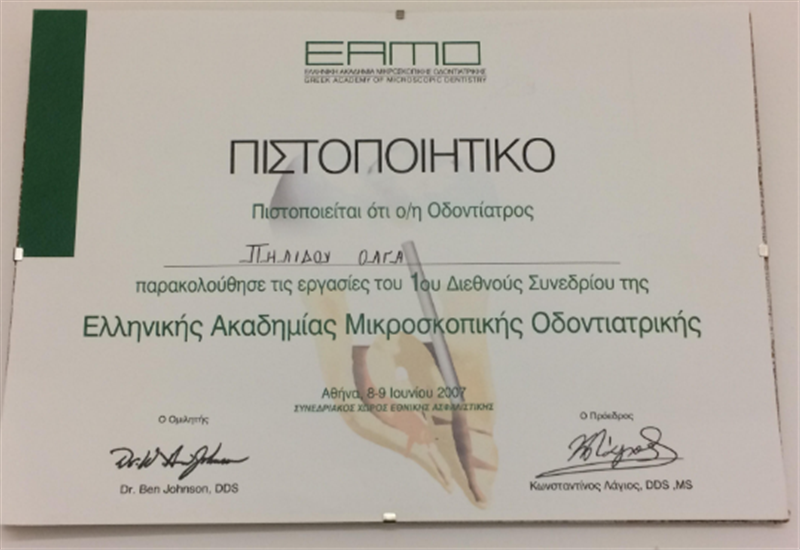 ΕΑΜΟ
ΕΛΛΗΝΙΚΗ ΑΚΑΔΗΜΙΑ ΜΙΚΡΟΣΚΟΠΙΚΗΣ ΟΔΟΝΤΙΑΤΡΙΚΗΣ
GREEK ACADEMY OF MICROSCOPIC DENTISTRY
ΠΙΣΤΟΠΟΙΗΤΙΚΟ
Πιστοποιείται ότι ο/η Οδοντίατρος
ΠΗΛΙΔΟΥ ΟΛΓΑ
παρακολούθησε τις εργασίες του 1ου Διεθνούς Συνεδρίου της
Ελληνικής Ακαδημίας Μικροσκοπικής Οδοντιατρικής
Αθήνα, 8-9 Ιουνίου 2007
ΣΥΝΕΔΡΙΑΚΟΣ ΧΩΡΟΣ ΕΘΝΙΚΗΣ ΑΣΦΑΛΙΣΤΙΚΗΣ
Ο Ομιλητής
Dr. Ben Johnson, DDS
Ο Πρόεδρος
Κωνσταντίνος Λάγιος, DDS ,MS